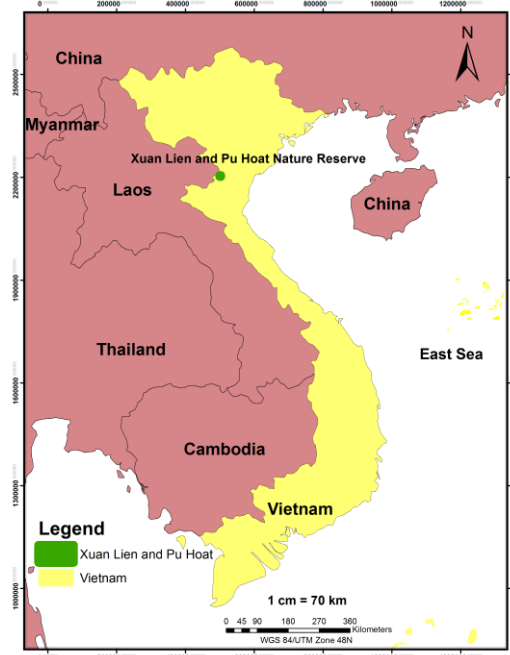 0 200000 400000 600000 800000 1000000 1200000
N
China
2500000
Myanmar
Xuan Lien and Pu Hoat Nature Reserve
2200000
Laos
China
1900000
Thailand
East Sea
1600000
Cambodia
1300000
Vietnam
Legend
Xuan Lien and Pu Hoat
Vietnam
1000000
1 cm = 70 km
0 45 90 180 270 360
Kilometers
WGS 84/UTM Zone 48N